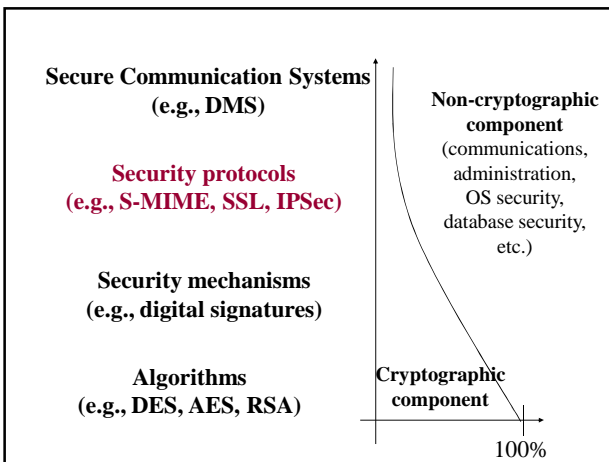 Secure Communication Systems
(e.g., DMS)
Non-cryptographic
component
(communications,
administration,
OS security,
database security,
etc.)
Security protocols
(e.g., S-MIME, SSL, IPSec)
Security mechanisms
(e.g., digital signatures)
Algorithms
(e.g., DES, AES, RSA)
Cryptographic
component
100%